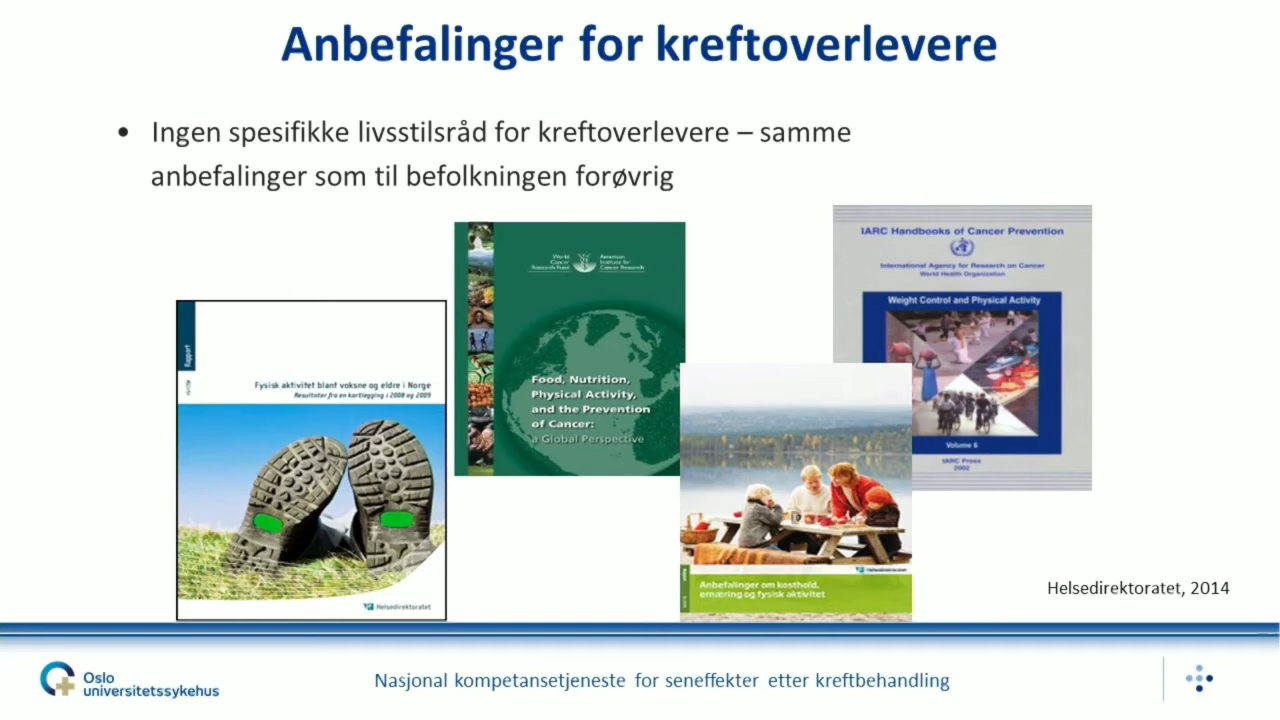 Anbefalinger for kreftoverlevere
• Ingen spesifikke livsstilsråd for kreftoverlevere – samme
anbefalinger som til befolkningen forøvrig
Rapport
Fysisk aktivitet blant voksne og eldre i Norge
Resultater fra en kartlegging i 2008 og 2009
Helsedirektoratet
World
Cancer
Research Fund
American
Institute for
Cancer Research
Food, Nutrition,
Physical Activity,
and the Prevention
of Cancer:
a Global Perspective
IARC Handbooks of Cancer Prevention
International Agency for Research on Cancer
World Health Organization
Weight Control and Physical Activity
Volume 6
IARC Press
2002
Helsedirektoratet
Anbefalinger om kosthold,
ernæring og fysisk aktivitet
Helsedirektoratet, 2014
Oslo
universitetssykehus
Nasjonal kompetansetjeneste for seneffekter etter kreftbehandling